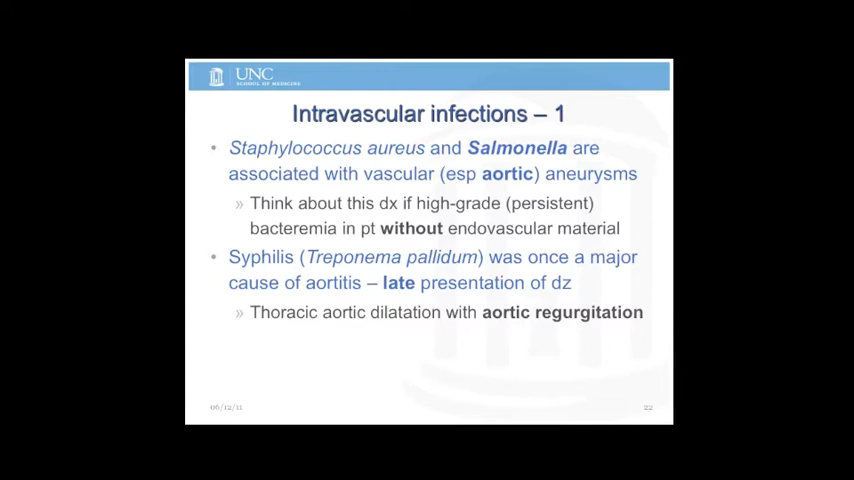 UNC
SCHOOL OF MEDICINE
Intravascular infections – 1
• Staphylococcus aureus and Salmonella are
associated with vascular (esp aortic) aneurysms
» Think about this dx if high-grade (persistent)
bacteremia in pt without endovascular material
• Syphilis (Treponema pallidum) was once a major
cause of aortitis – late presentation of dz
» Thoracic aortic dilatation with aortic regurgitation
06/12/11
22